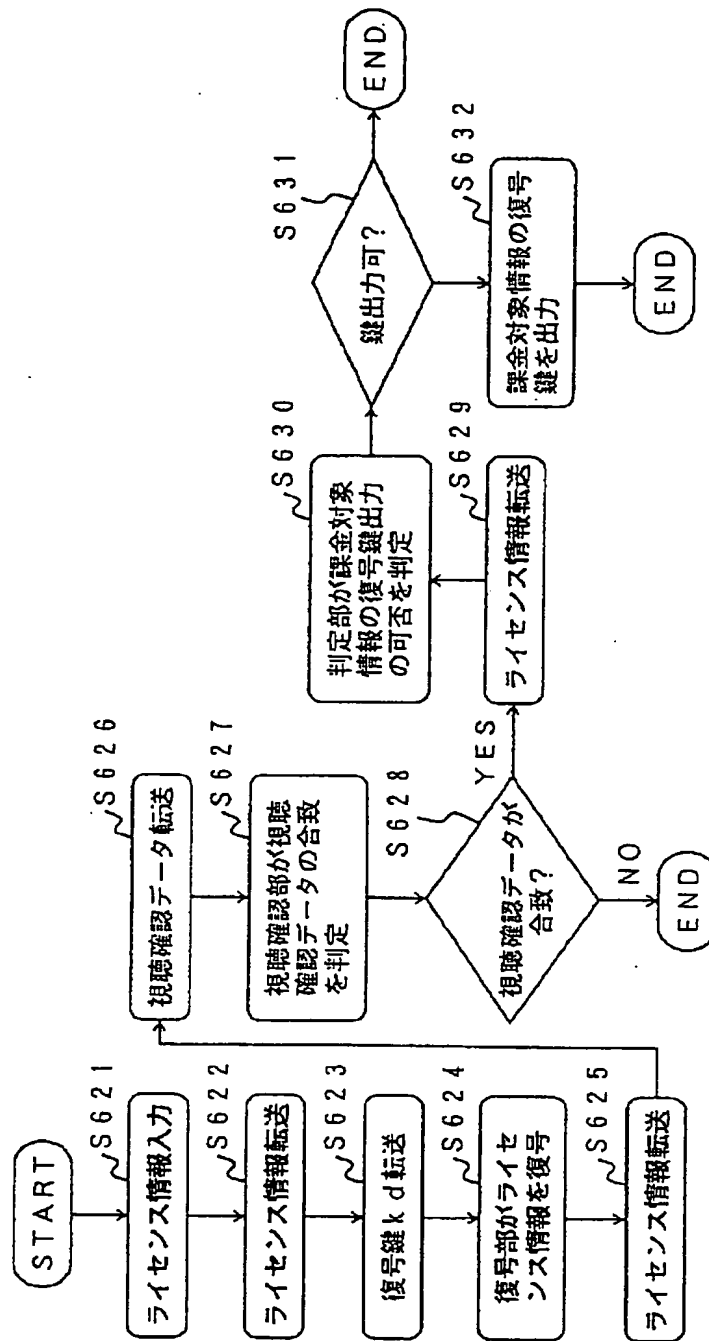 START
S621
ライセンス情報入力
S622
ライセンス情報転送
S623
復号鍵kd転送
S624
復号部がライセ
ンス情報を復号
S625
ライセンス情報転送
S626
視聴確認データ転送
S627
視聴確認部が視聴
確認データの合致
を判定
S628
視聴確認データが
合致?
YES
NO
END
S629
ライセンス情報転送
S630
判定部が課金対象
情報の復号鍵出力
の可否を判定
S631
鍵出力可?
END
S632
課金対象情報の復号
鍵を出力
END